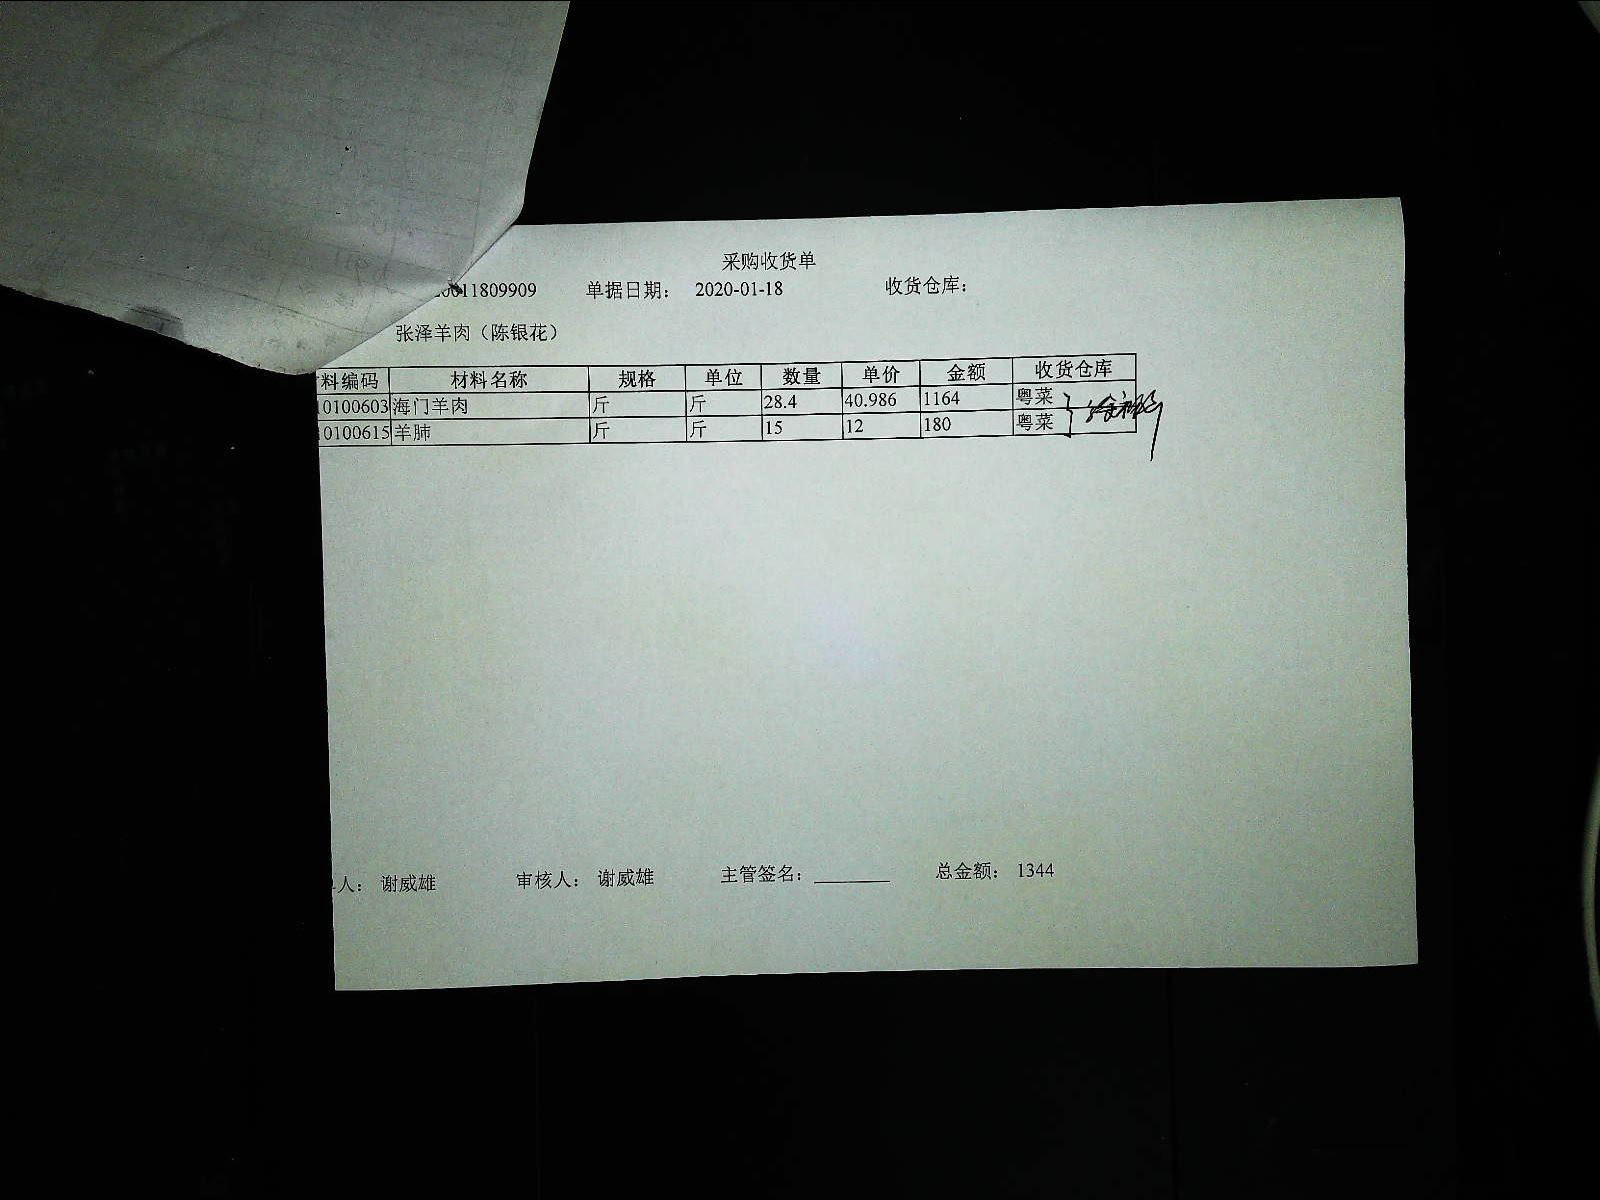 采购收货单
0011809909 单据日期： 2020-01-18 收货仓库：
张泽羊肉（陈银花）
料编码 材料名称 规格 单位 数量 单价 金额 收货仓库
0100603 海门羊肉 斤 斤 28.4 40.986 1164 粤菜
0100615 羊肺 斤 斤 15 12 180 粤菜
人： 谢威雄 审核人： 谢威雄 主管签名： 总金额： 1344